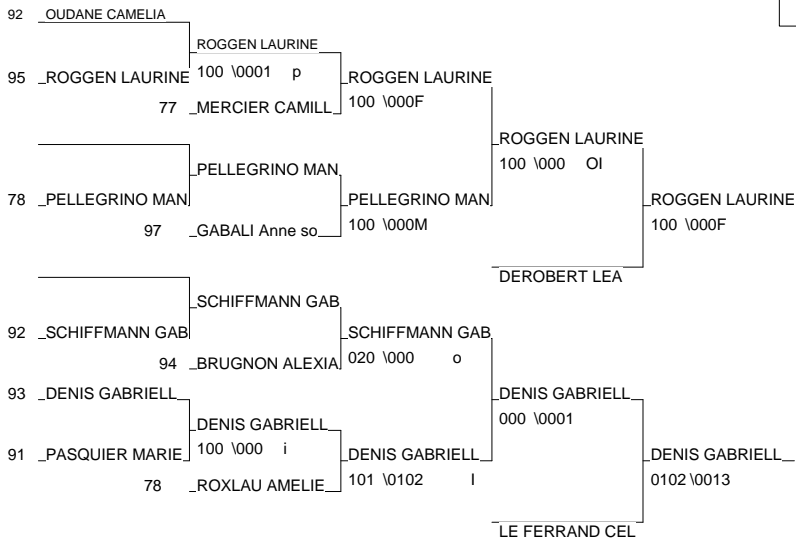 92 OUDANE CAMELIA
ROGGEN LAURINE
95 ROGGEN LAURINE 100 \0001 p ROGGEN LAURINE
77 MERCIER CAMILL 100 \000F
ROGGEN LAURINE
PELLEGRINO MAN 100 \000 OI
78 PELLEGRINO MAN PELLEGRINO MAN ROGGEN LAURINE
97 GABALI Anne so 100 \000M 100 \000F
DEROBERT LEA
SCHIFFMANN GAB
92 SCHIFFMANN GAB SCHIFFMANN GAB
94 BRUGNON ALEXIA 020 \000 o
93 DENIS GABRIELL DENIS GABRIELL
DENIS GABRIELL 000 \0001
91 PASQUIER MARIE 100 \000 i DENIS GABRIELL DENIS GABRIELL
78 ROXLAU AMELIE 101 \0102 I 0102 \0013
LE FERRAND CEL